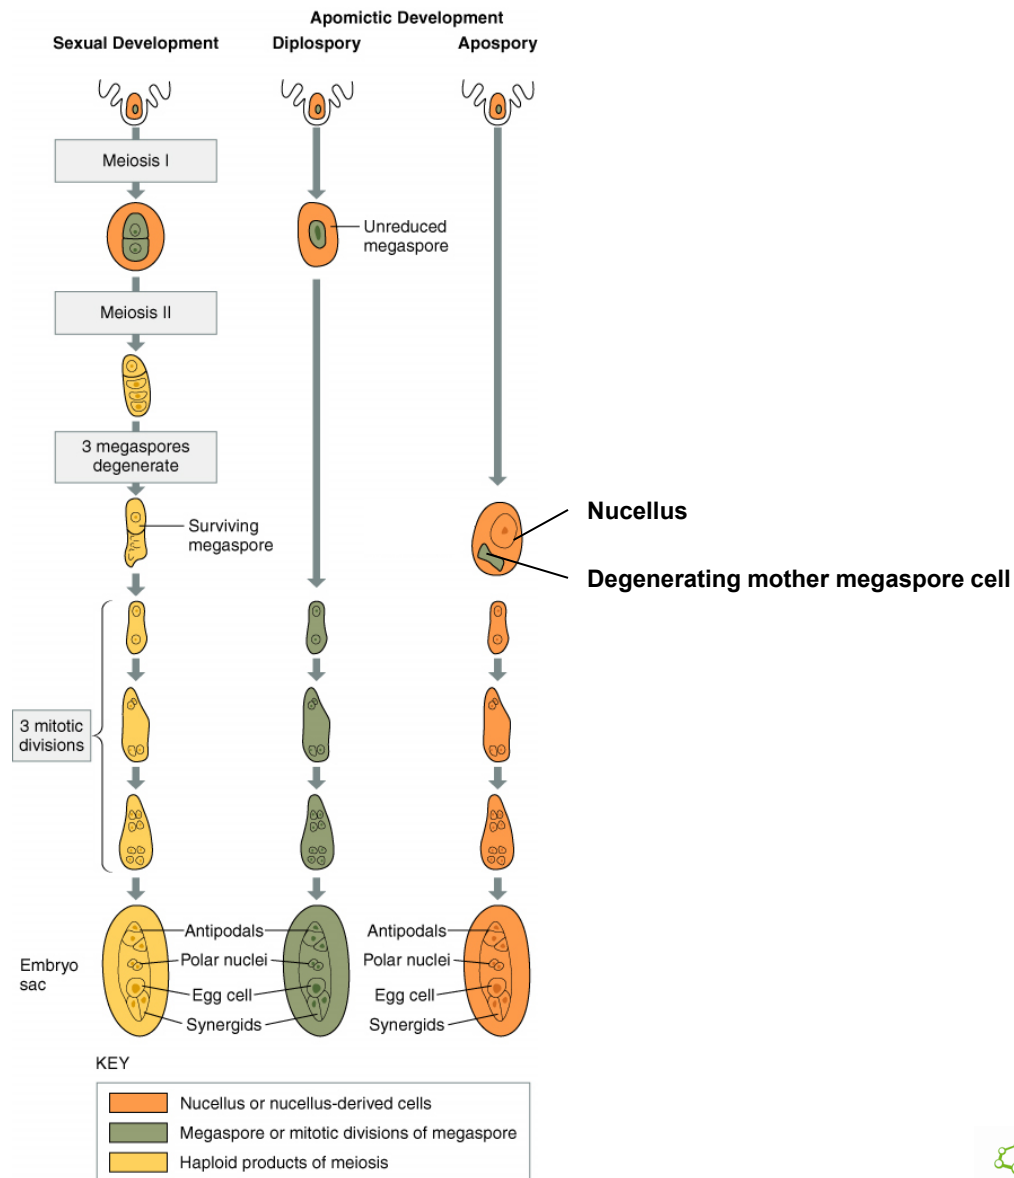 Apomictic Development
Sexual Development
Diplospory
Apospory
Meiosis I
Unreduced
megaspore
Meiosis II
3 megaspores
degenerate
Surviving
megaspore
Nucellus
Degenerating mother megaspore cell
3 mitotic
divisions
Embryo
sac
Antipodals
Polar nuclei
Egg cell
Synergids
Antipodals
Polar nuclei
Egg cell
Synergids
KEY
Nucellus or nucellus-derived cells
Megaspore or mitotic divisions of megaspore
Haploid products of meiosis